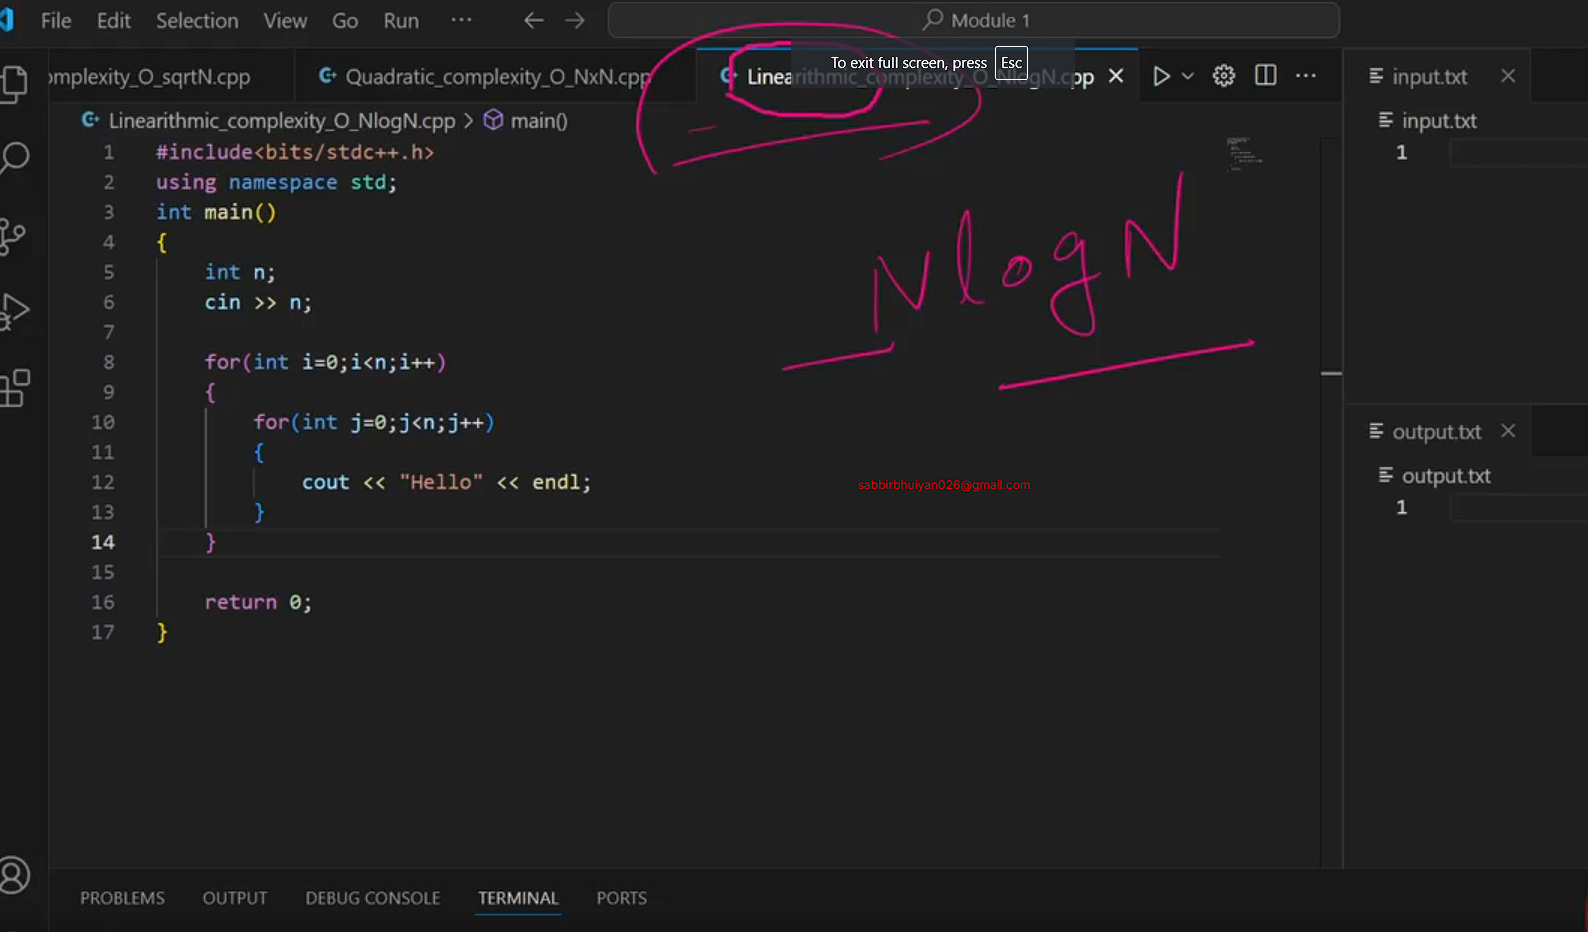 File Edit Selection View Go Run ··· Module 1
omplexity_O_sqrtN.cpp Quadratic_complexity_O_NxN.cpp Linearithmic_complexity_O_NlogN.cpp
To exit full screen, press Esc
input.txt
Linearithmic_complexity_O_NlogN.cpp > main()
input.txt
1
1 #include<bits/stdc++.h>
2 using namespace std;
3 int main()
4 {
5 int n;
6 cin >> n;
7
8 for(int i=0;i<n;i++)
9 {
10 for(int j=0;j<n;j++)
11 {
12 cout << "Hello" << endl;
13 }
14 }
15
16 return 0;
17 }
NlogN
sabbirbhuiyan026@gmail.com
output.txt
output.txt
1
PROBLEMS OUTPUT DEBUG CONSOLE TERMINAL PORTS